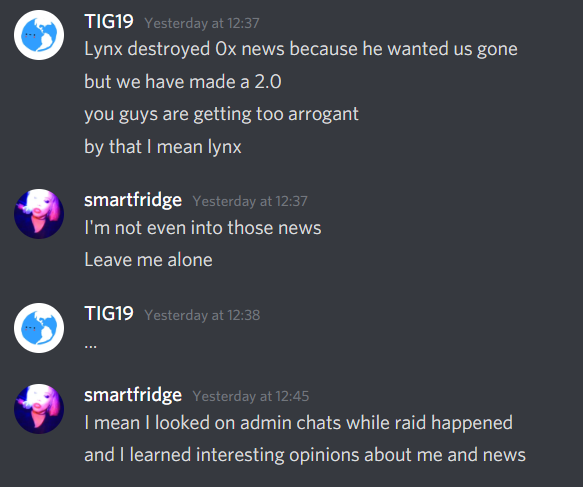 TIG19 Yesterday at 12:37
Lynx destroyed 0x news because he wanted us gone
but we have made a 2.0
you guys are getting too arrogant
by that I mean lynx
smartfridge Yesterday at 12:37
I'm not even into those news
Leave me alone
TIG19 Yesterday at 12:38
...
smartfridge Yesterday at 12:45
I mean I looked on admin chats while raid happened
and I learned interesting opinions about me and news